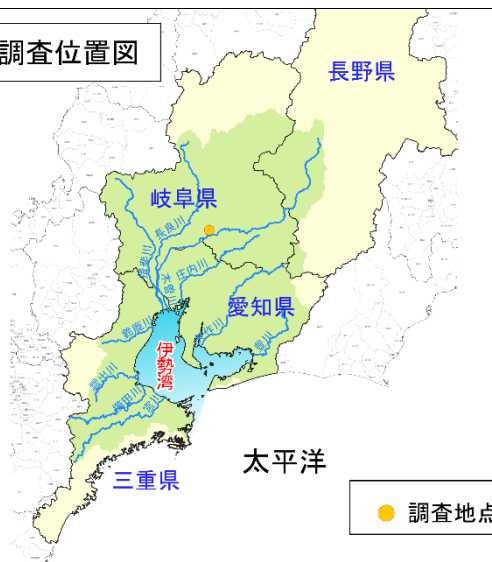 調査位置図
長野県
岐阜県
長良川
揖斐川
木曽川
庄内川
愛知県
鈴鹿川
矢作川
豊川
伊勢湾
雲出川
櫛田川
宮川
三重県
太平洋
調査地点